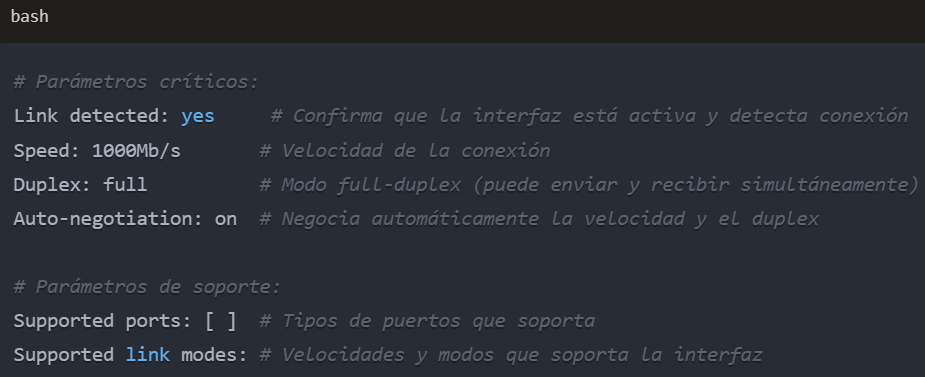 bash
# Parámetros críticos:
Link detected: yes     # Confirma que la interfaz está activa y detecta conexión
Speed: 1000Mb/s       # Velocidad de la conexión
Duplex: full          # Modo full-duplex (puede enviar y recibir simultáneamente)
Auto-negotiation: on  # Negocia automáticamente la velocidad y el duplex
# Parámetros de soporte:
Supported ports: [ ]  # Tipos de puertos que soporta
Supported link modes: # Velocidades y modos que soporta la interfaz